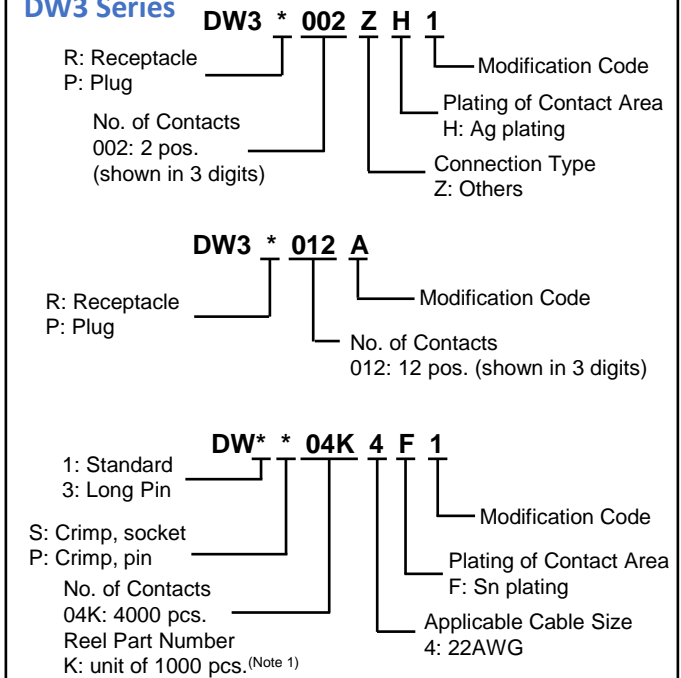 DW3 Series
DW3 * 002 Z H 1
R: Receptacle
P: Plug
Modification Code
No. of Contacts
002: 2 pos.
(shown in 3 digits)
Plating of Contact Area
H: Ag plating
Connection Type
Z: Others
DW3 * 012 A
R: Receptacle
P: Plug
Modification Code
No. of Contacts
012: 12 pos. (shown in 3 digits)
DW* * 04K 4 F 1
1: Standard
3: Long Pin
Modification Code
S: Crimp, socket
P: Crimp, pin
Plating of Contact Area
F: Sn plating
No. of Contacts
04K: 4000 pcs.
Reel Part Number
K: unit of 1000 pcs.(Note 1)
Applicable Cable Size
4: 22AWG